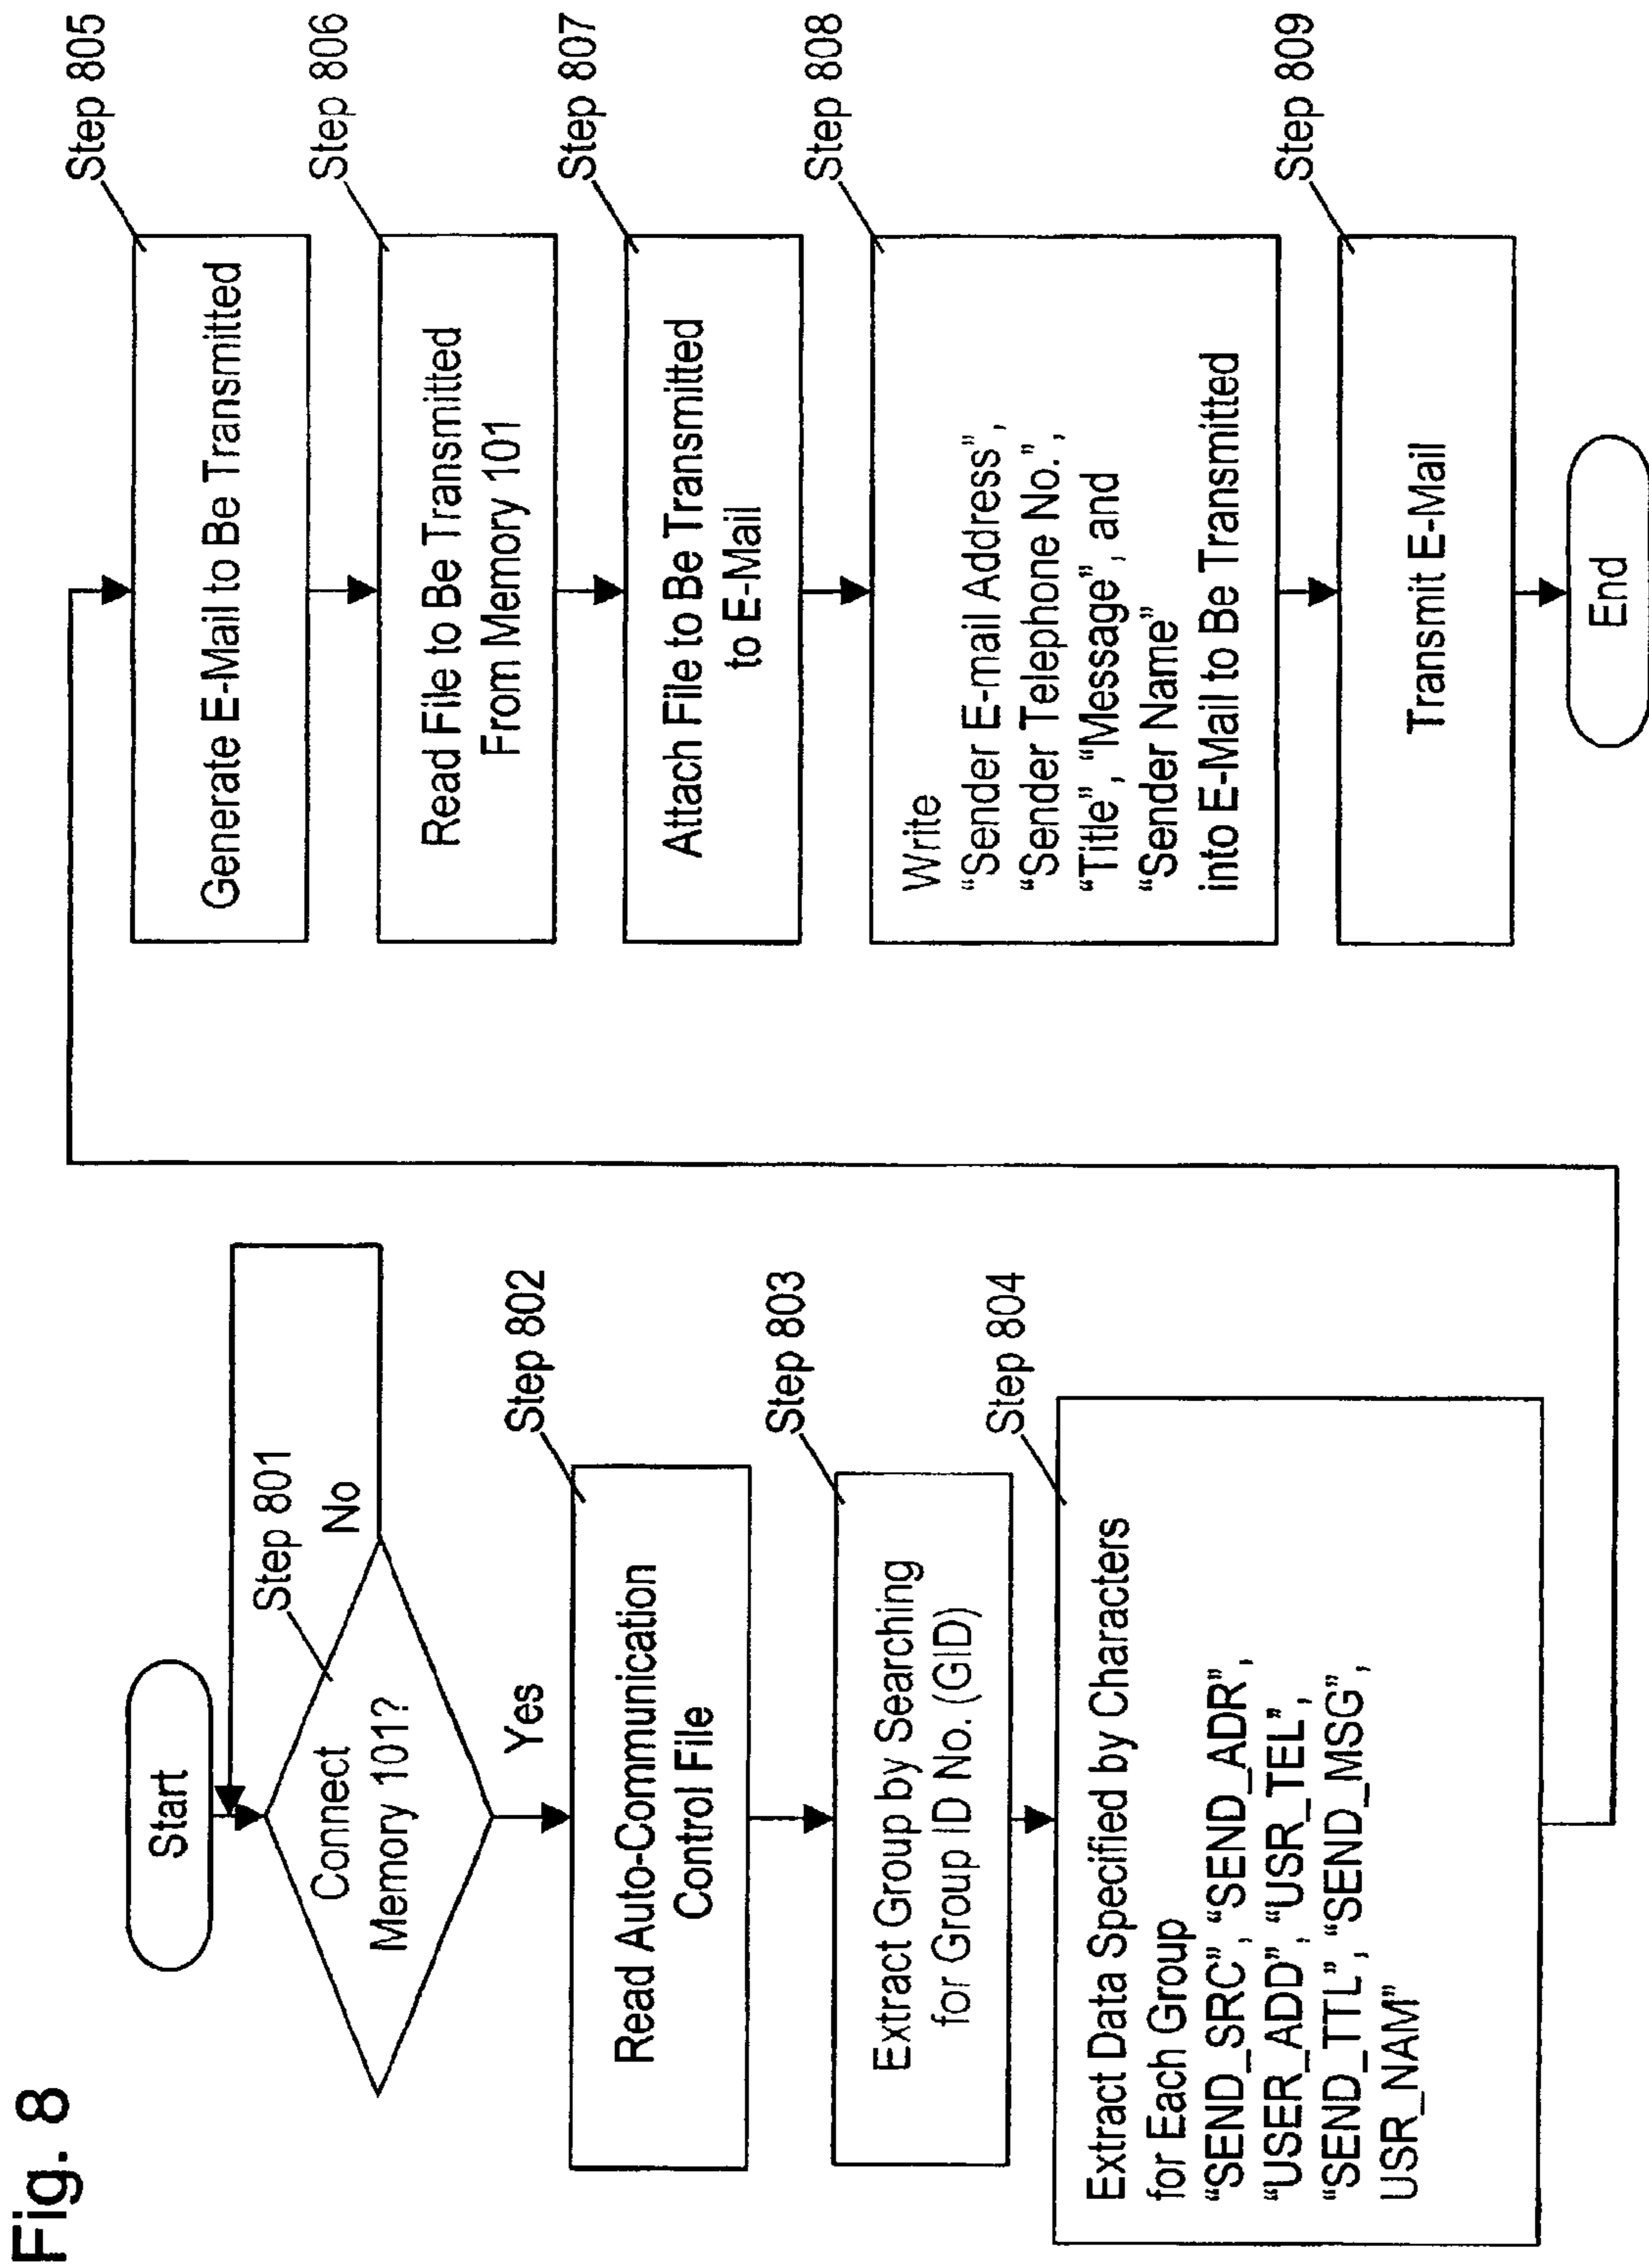 Fig. 8
Start
Step 801
Connect
Memory 101?
No
Yes
Step 802
Read Auto-Communication
Control File
Step 803
Extract Group by Searching
for Group ID No. (GID)
Step 804
Extract Data Specified by Characters
for Each Group
“SEND_SRC”, “SEND_ADR”,
“USER_ADD”, “USR_TEL”,
“SEND_TTL”, “SEND_MSG”,
USR_NAM”
Step 805
Generate E-Mail to Be Transmitted
Step 806
Read File to Be Transmitted
From Memory 101
Step 807
Attach File to Be Transmitted
to E-Mail
Step 808
Write
“Sender E-mail Address”,
“Sender Telephone No.”,
“Title”, “Message”, and
“Sender Name”
into E-Mail to Be Transmitted
Step 809
Transmit E-Mail
End